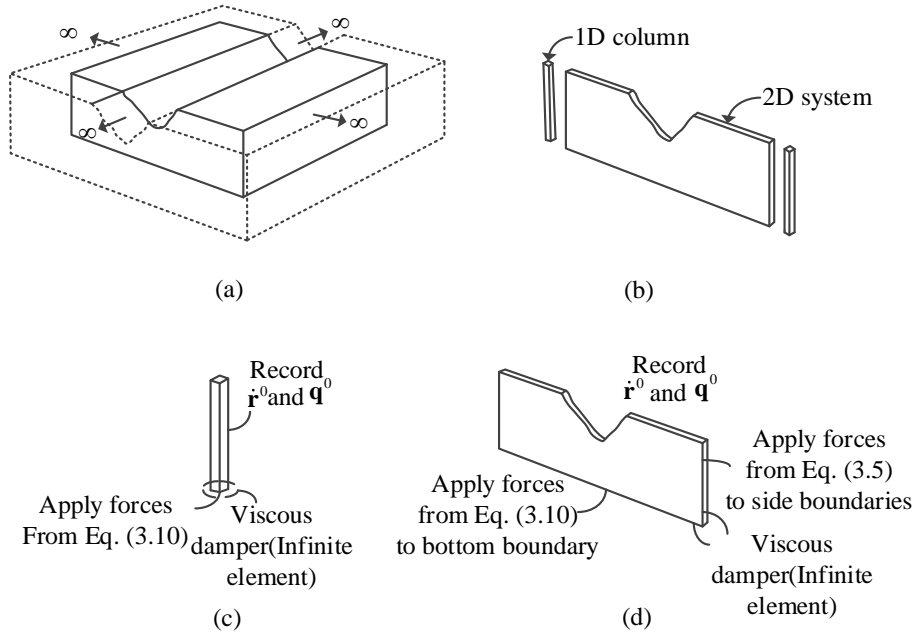 ∞
∞
∞
∞
(a)
1D column
2D system
(b)
Record
ṙ⁰ and q⁰
Apply forces
From Eq. (3.10)
Viscous
damper(Infinite
element)
(c)
Record
ṙ⁰ and q⁰
Apply forces
from Eq. (3.5)
to side boundaries
Apply forces
from Eq. (3.10)
to bottom boundary
Viscous
damper(Infinite
element)
(d)